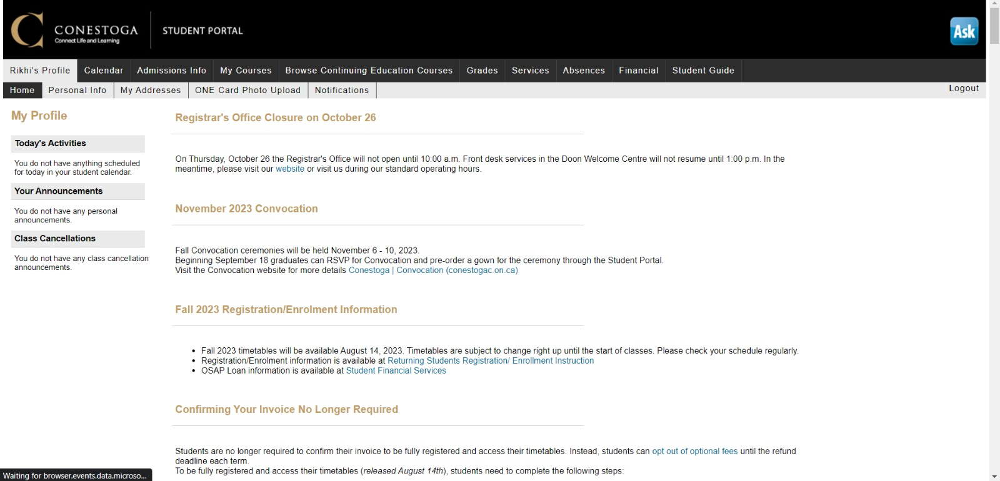 CONESTOGA
Connect Life and Learning
STUDENT PORTAL
Ask
Rikhi's Profile
Calendar
Admissions Info
My Courses
Browse Continuing Education Courses
Grades
Services
Absences
Financial
Student Guide
Home
Personal Info
My Addresses
ONE Card Photo Upload
Notifications
Logout
My Profile
Today's Activities
You do not have anything scheduled
for today in your student calendar.
Your Announcements
You do not have any personal
announcements.
Class Cancellations
You do not have any class cancellation
announcements.
Registrar's Office Closure on October 26
On Thursday, October 26 the Registrar's Office will not open until 10:00 a.m. Front desk services in the Doon Welcome Centre will not resume until 1:00 p.m. In the
meantime, please visit our website or visit us during our standard operating hours.
November 2023 Convocation
Fall Convocation ceremonies will be held November 6 - 10, 2023.
Beginning September 18 graduates can RSVP for Convocation and pre-order a gown for the ceremony through the Student Portal.
Visit the Convocation website for more details Conestoga | Convocation (conestogac.on.ca)
Fall 2023 Registration/Enrolment Information
• Fall 2023 timetables will be available August 14, 2023. Timetables are subject to change right up until the start of classes. Please check your schedule regularly.
• Registration/Enrolment information is available at Returning Students Registration/ Enrollment Instruction
• OSAP Loan information is available at Student Financial Services
Confirming Your Invoice No Longer Required
Students are no longer required to confirm their invoice to be fully registered and access their timetables. Instead, students can opt out of optional fees until the refund
deadline each term.
To be fully registered and access their timetables (released August 14th), students need to complete the following steps:
Waiting for browser.events.data.microso...